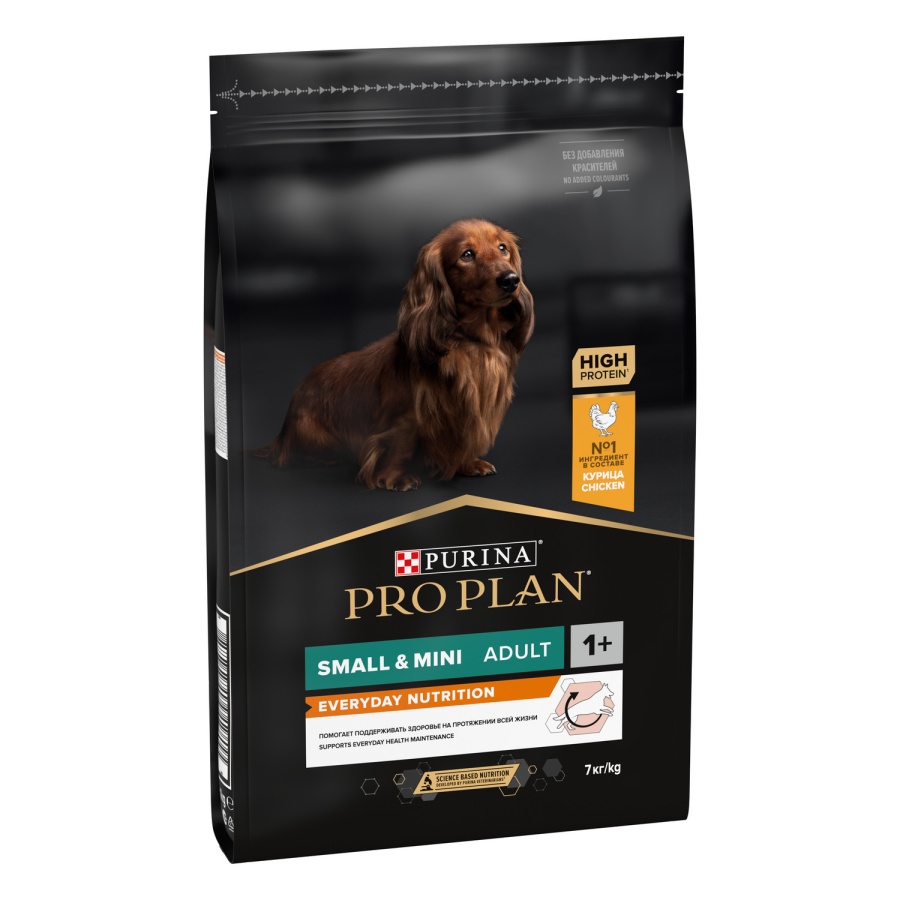 БЕЗ ДОБАВЛЕНИЯ
КРАСИТЕЛЕЙ
NO ADDED COLOURANTS
HIGH
PROTEIN
№1
ИНГРЕДИЕНТ
В СОСТАВЕ
КУРИЦА
CHICKEN
PURINA®
PRO PLAN®
SMALL & MINI ADULT 1+
EVERYDAY NUTRITION
ПОМОГАЕТ ПОДДЕРЖИВАТЬ ЗДОРОВЬЕ НА ПРОТЯЖЕНИИ ВСЕЙ ЖИЗНИ
SUPPORTS EVERYDAY HEALTH MAINTENANCE
SCIENCE BASED NUTRITION
DEVELOPED BY PURINA VETERINARIANS
7кг/kg